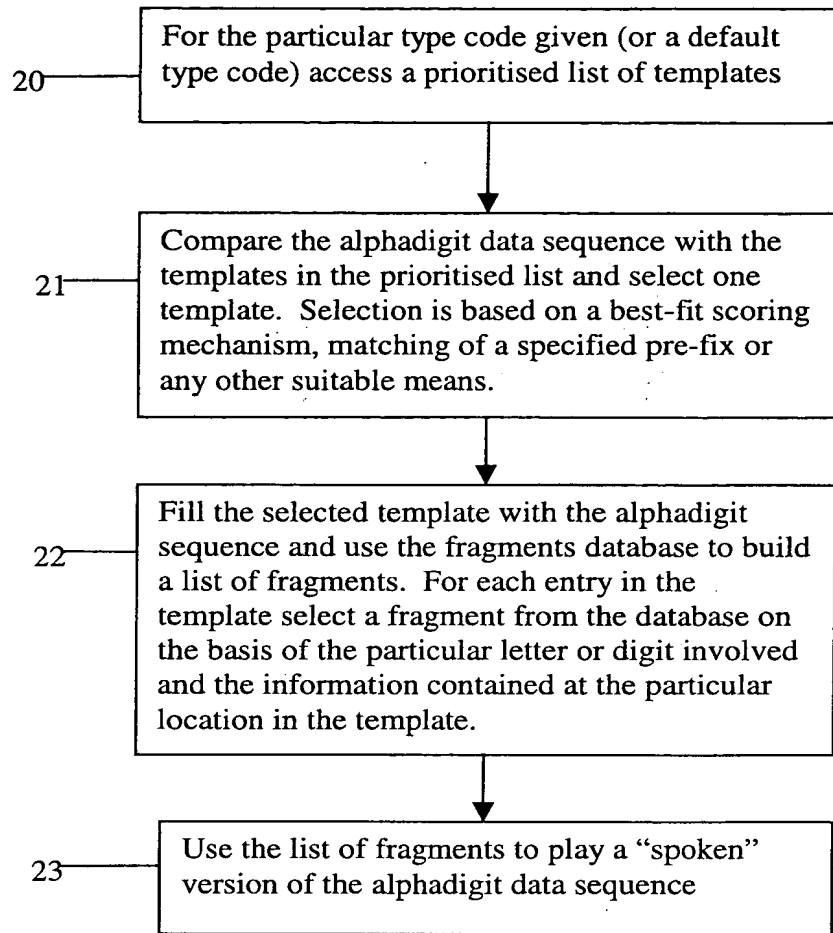 For the particular type code given (or a default
20
type code) access a prioritised list of templates
Compare the alphadigit data sequence with the
21
templates in the prioritised list and select one
template. Selection is based on a best-fit scoring
mechanism, matching of a specified pre-fix or
any other suitable means.
Fill the selected template with the alphadigit
sequence and use the fragments database to build
22
a list of fragments. For each entry in the
template select a fragment from the database on
the basis of the particular letter or digit involved
and the information contained at the particular
location in the template.
Use the list of fragments to play a “spoken”
23
version of the alphadigit data sequence